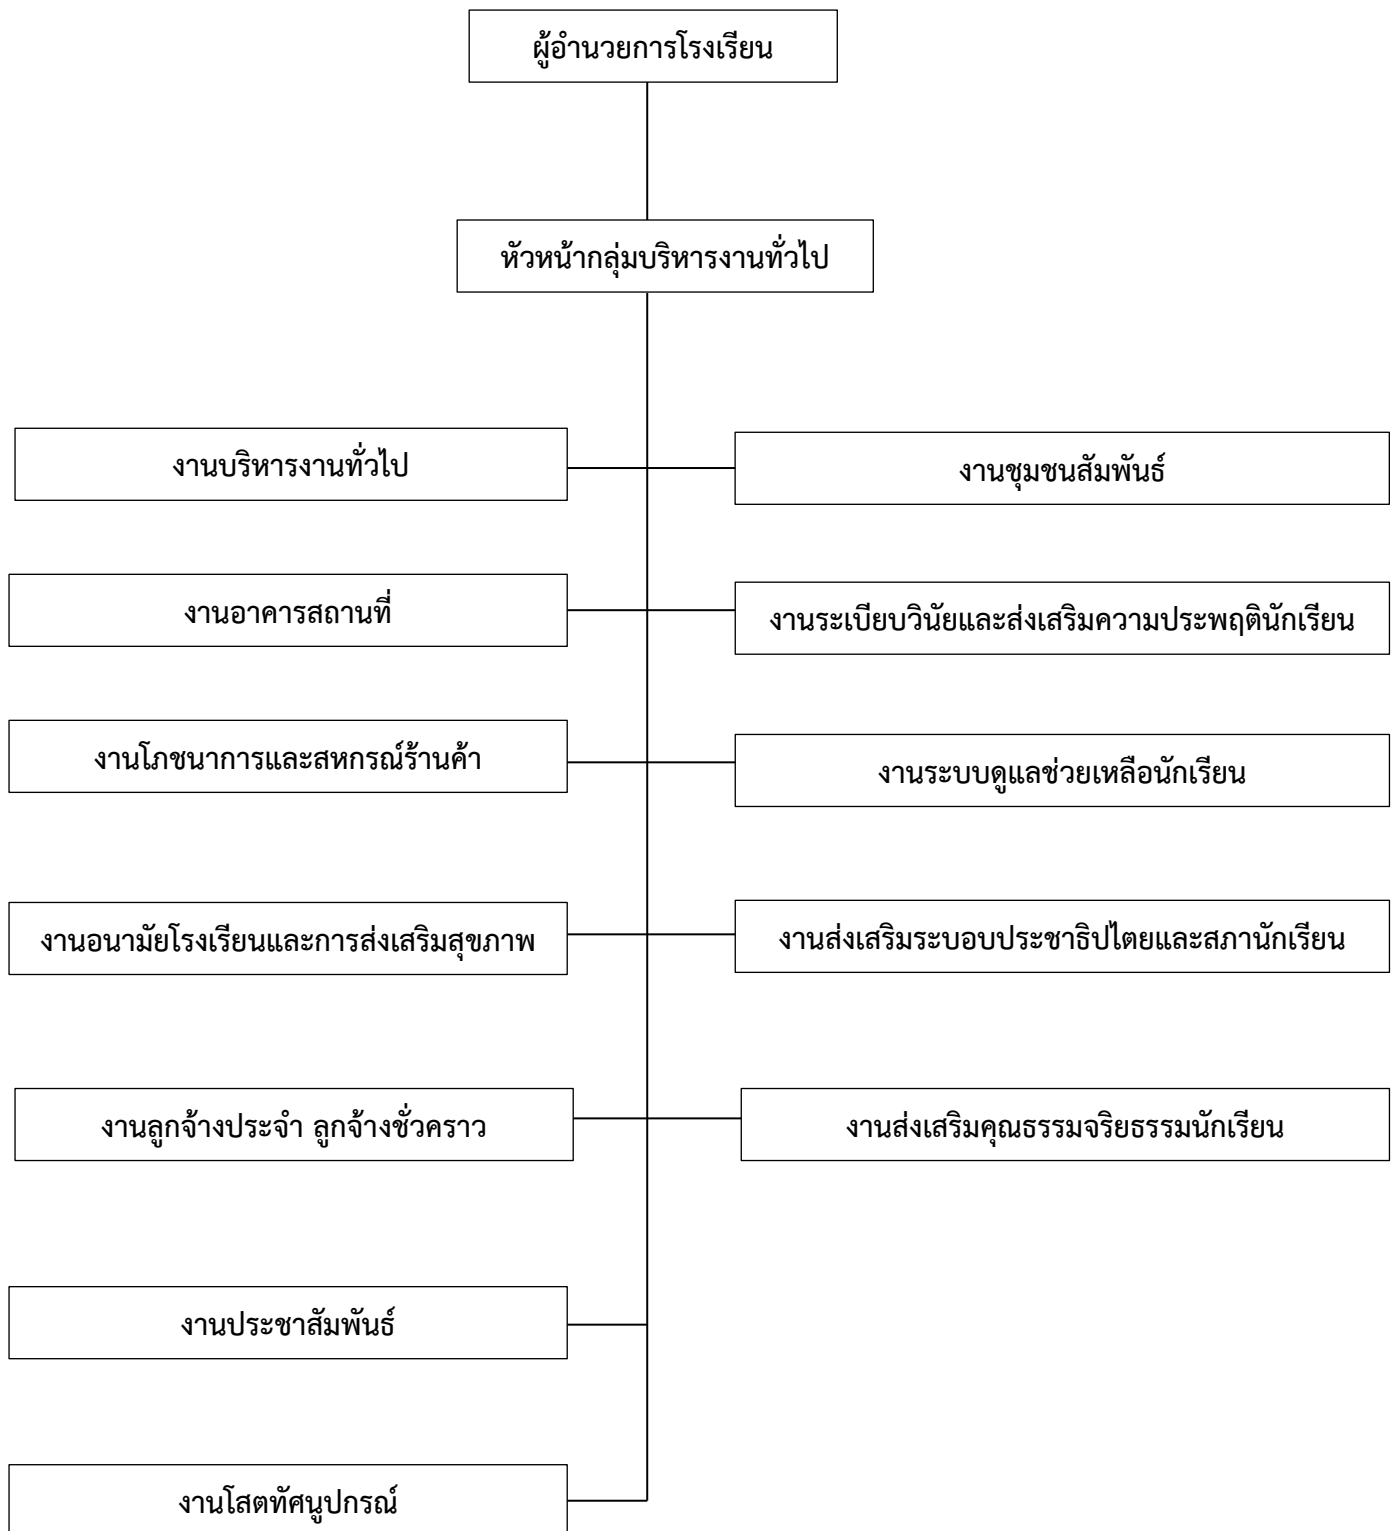 ผู้อำนวยการโรงเรียน
หัวหน้ากลุ่มบริหารงานทั่วไป
งานบริหารงานทั่วไป
งานชุมชนสัมพันธ์
งานอาคารสถานที่
งานระเบียบวินัยและส่งเสริมความประพฤตินักเรียน
งานโภชนาการและสหกรณ์ร้านค้า
งานระบบดูแลช่วยเหลือนักเรียน
งานอนามัยโรงเรียนและการส่งเสริมสุขภาพ
งานส่งเสริมระบอบประชาธิปไตยและสภานักเรียน
งานลูกจ้างประจำ ลูกจ้างชั่วคราว
งานส่งเสริมคุณธรรมจริยธรรมนักเรียน
งานประชาสัมพันธ์
งานโสตทัศนูปกรณ์